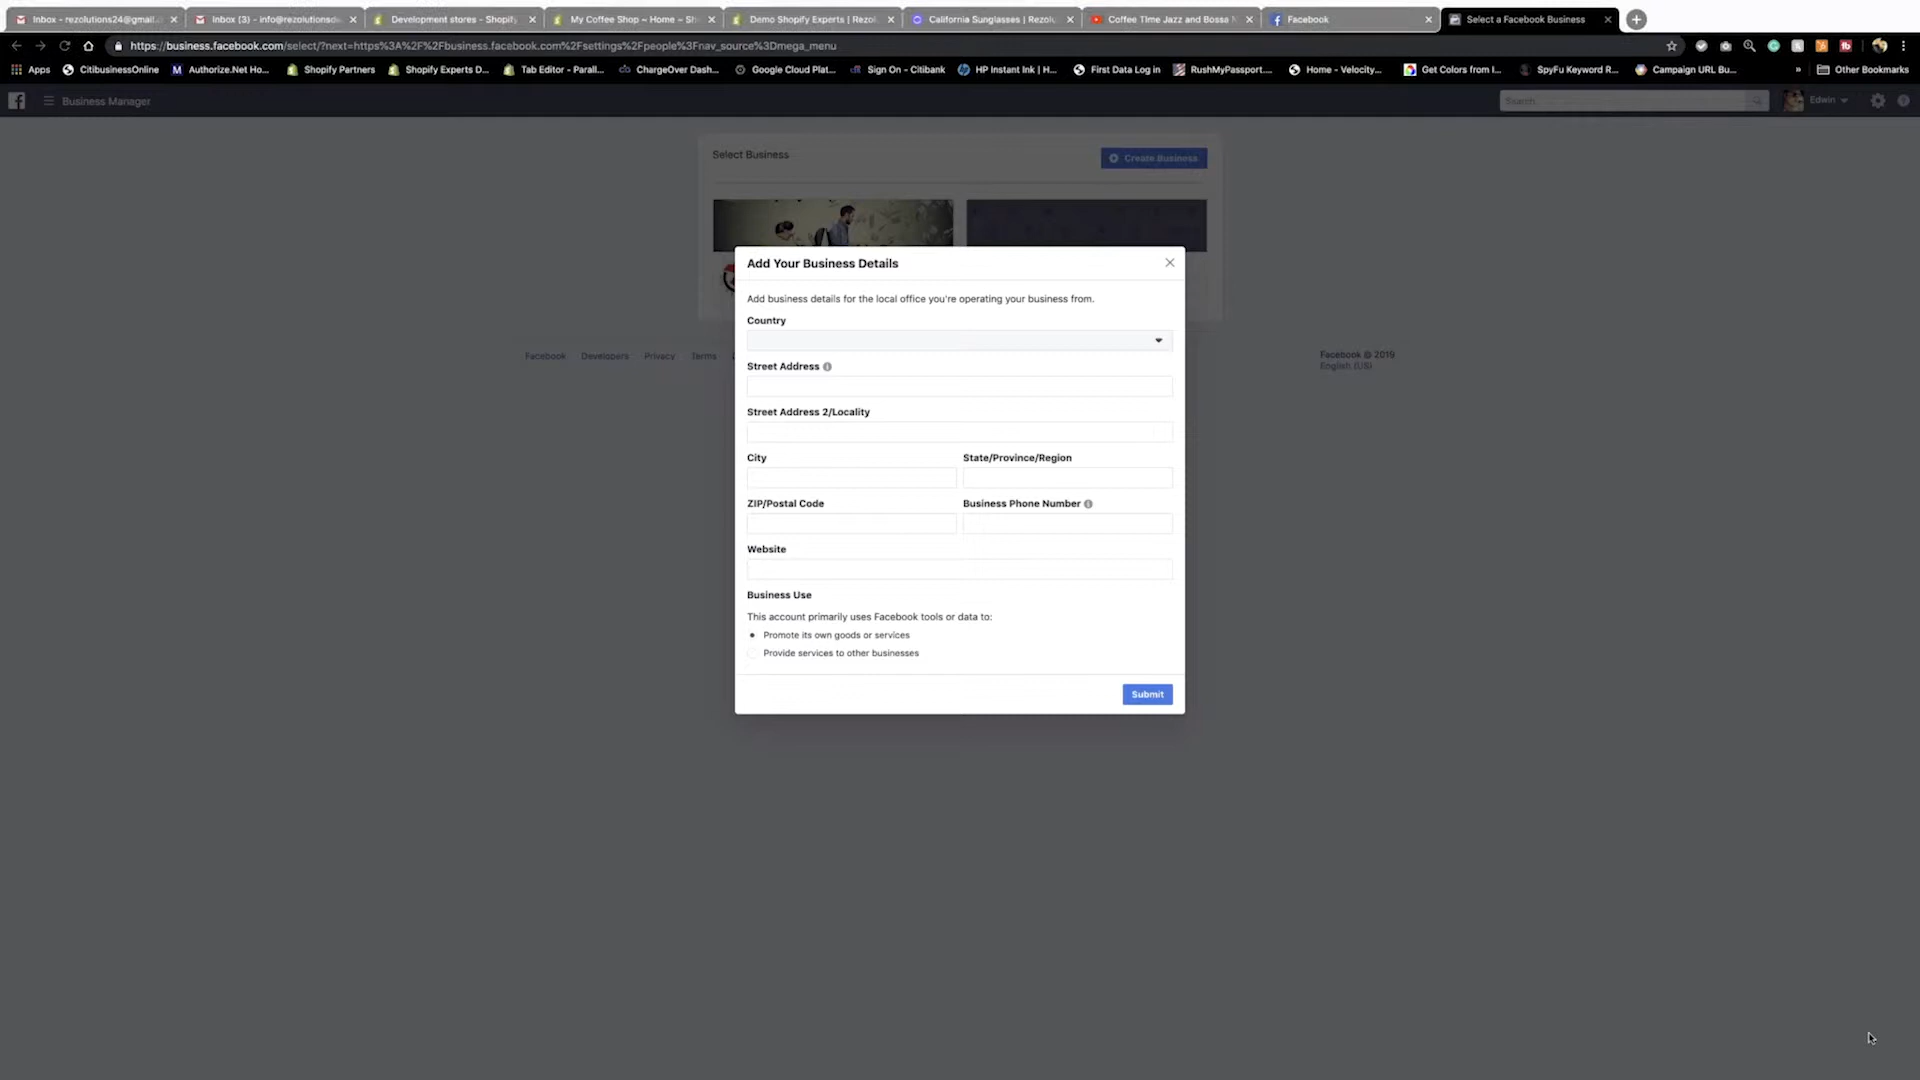 Inbox - rezolutions24@gmail.
Inbox (3) - info@rezolutionsde
Development stores - Shopify
My Coffee Shop ~ Home ~ Sh
Demo Shopify Experts | Rezol
California Sunglasses | Rezolu
Coffee Time Jazz and Bossa N
Facebook
Select a Facebook Business
https://business.facebook.com/select/?next=https%3A%2F%2Fbusiness.facebook.com%2Fsettings%2Fpeople%3Fnav_source%3Dmega_menu
Apps
CitibusinessOnline
Authorize.Net Ho...
Shopify Partners
Shopify Experts D...
Tab Editor - Parall...
ChargeOver Dash...
Google Cloud Plat...
Sign On - Citibank
HP Instant Ink | H...
First Data Log in
RushMyPassport....
Home - Velocity...
Get Colors from I...
SpyFu Keyword R...
Campaign URL Bu...
»
Other Bookmarks
Business Manager
Search...
Edwin
Select Business
Create Business
Add Your Business Details
Add business details for the local office you're operating your business from.
Country
Street Address
Street Address 2/Locality
City
State/Province/Region
ZIP/Postal Code
Business Phone Number
Website
Business Use
This account primarily uses Facebook tools or data to:
Promote its own goods or services
Provide services to other businesses
Submit
Facebook
Developers
Privacy
Terms
Facebook © 2019
English (US)